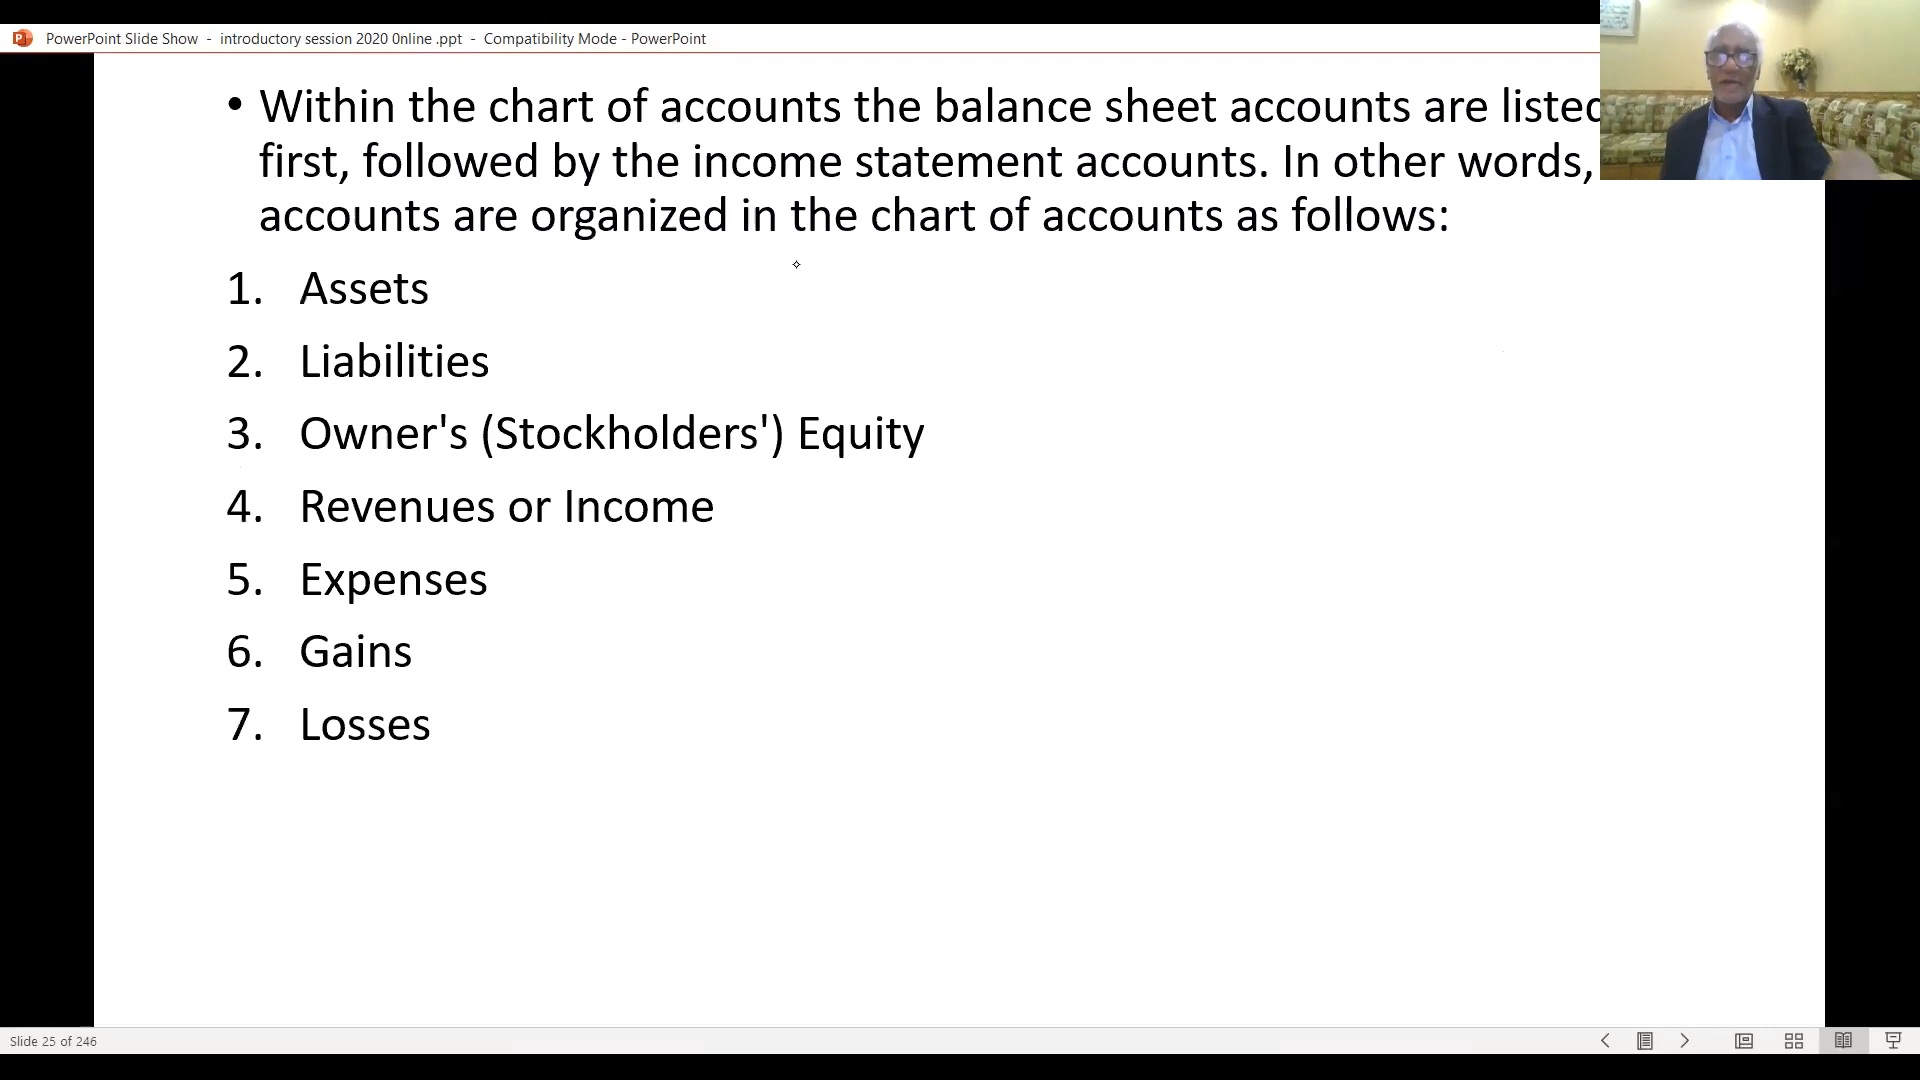 PowerPoint Slide Show - introductory session 2020 0nline .ppt - Compatibility Mode - PowerPoint
• Within the chart of accounts the balance sheet accounts are listed
first, followed by the income statement accounts. In other words,
accounts are organized in the chart of accounts as follows:
1. Assets
2. Liabilities
3. Owner's (Stockholders') Equity
4. Revenues or Income
5. Expenses
6. Gains
7. Losses
Slide 25 of 246